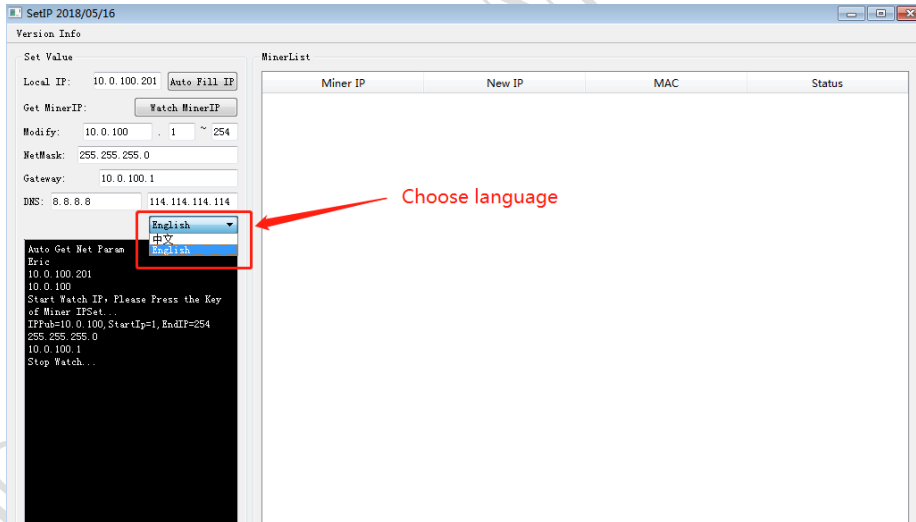 SetIP 2018/05/16
Version Info
Set Value
Local IP: 10.0.100.201 Auto Fill IP
Get MinerIP: Watch MinerIP
Modify: 10.0.100 . 1 ~ 254
NetMask: 255.255.255.0
Gateway: 10.0.100.1
DNS: 8.8.8.8 114.114.114.114
English
中文
English
Auto Get Net Param
Eric
10.0.100.201
10.0.100
Start Watch IP, Please Press the Key
of Miner IPSet...
IPPub=10.0.100,StartIp=1,EndIP=254
255.255.255.0
10.0.100.1
Stop Watch...
MinerList
Miner IP New IP MAC Status
Choose language